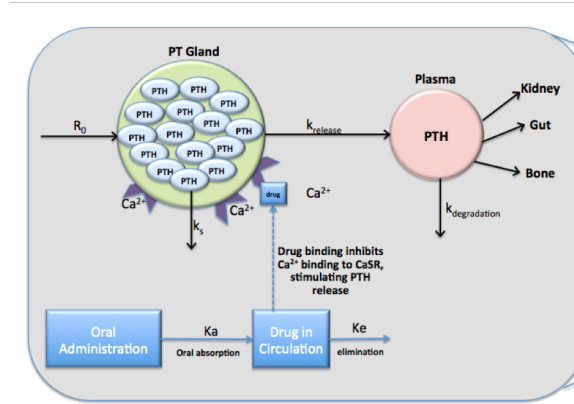 PT Gland
PTH
PTH
PTH
PTH
PTH
PTH
PTH
PTH
PTH
PTH
PTH
PTH
PTH
PTH
R₀
Ca²⁺
kₛ
Ca²⁺
drug
Ca²⁺
k_release
Plasma
PTH
Kidney
Gut
Bone
k_degradation
Drug binding inhibits
Ca²⁺ binding to CaSR,
stimulating PTH
release
Oral
Administration
Ka
Oral absorption
Drug in
Circulation
Ke
elimination